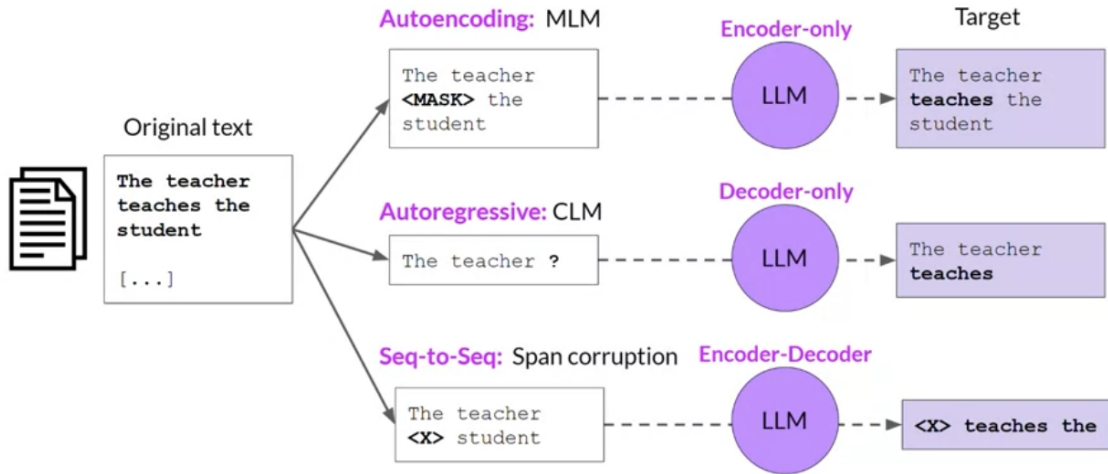 Autoencoding: MLM
Encoder-only
Target
The teacher
<MASK> the
student
LLM
The teacher
teaches the
student
Original text
The teacher
teaches the
student
[...]
Autoregressive: CLM
Decoder-only
The teacher ?
LLM
The teacher
teaches
Seq-to-Seq: Span corruption
Encoder-Decoder
The teacher
<X> student
LLM
<X> teaches the